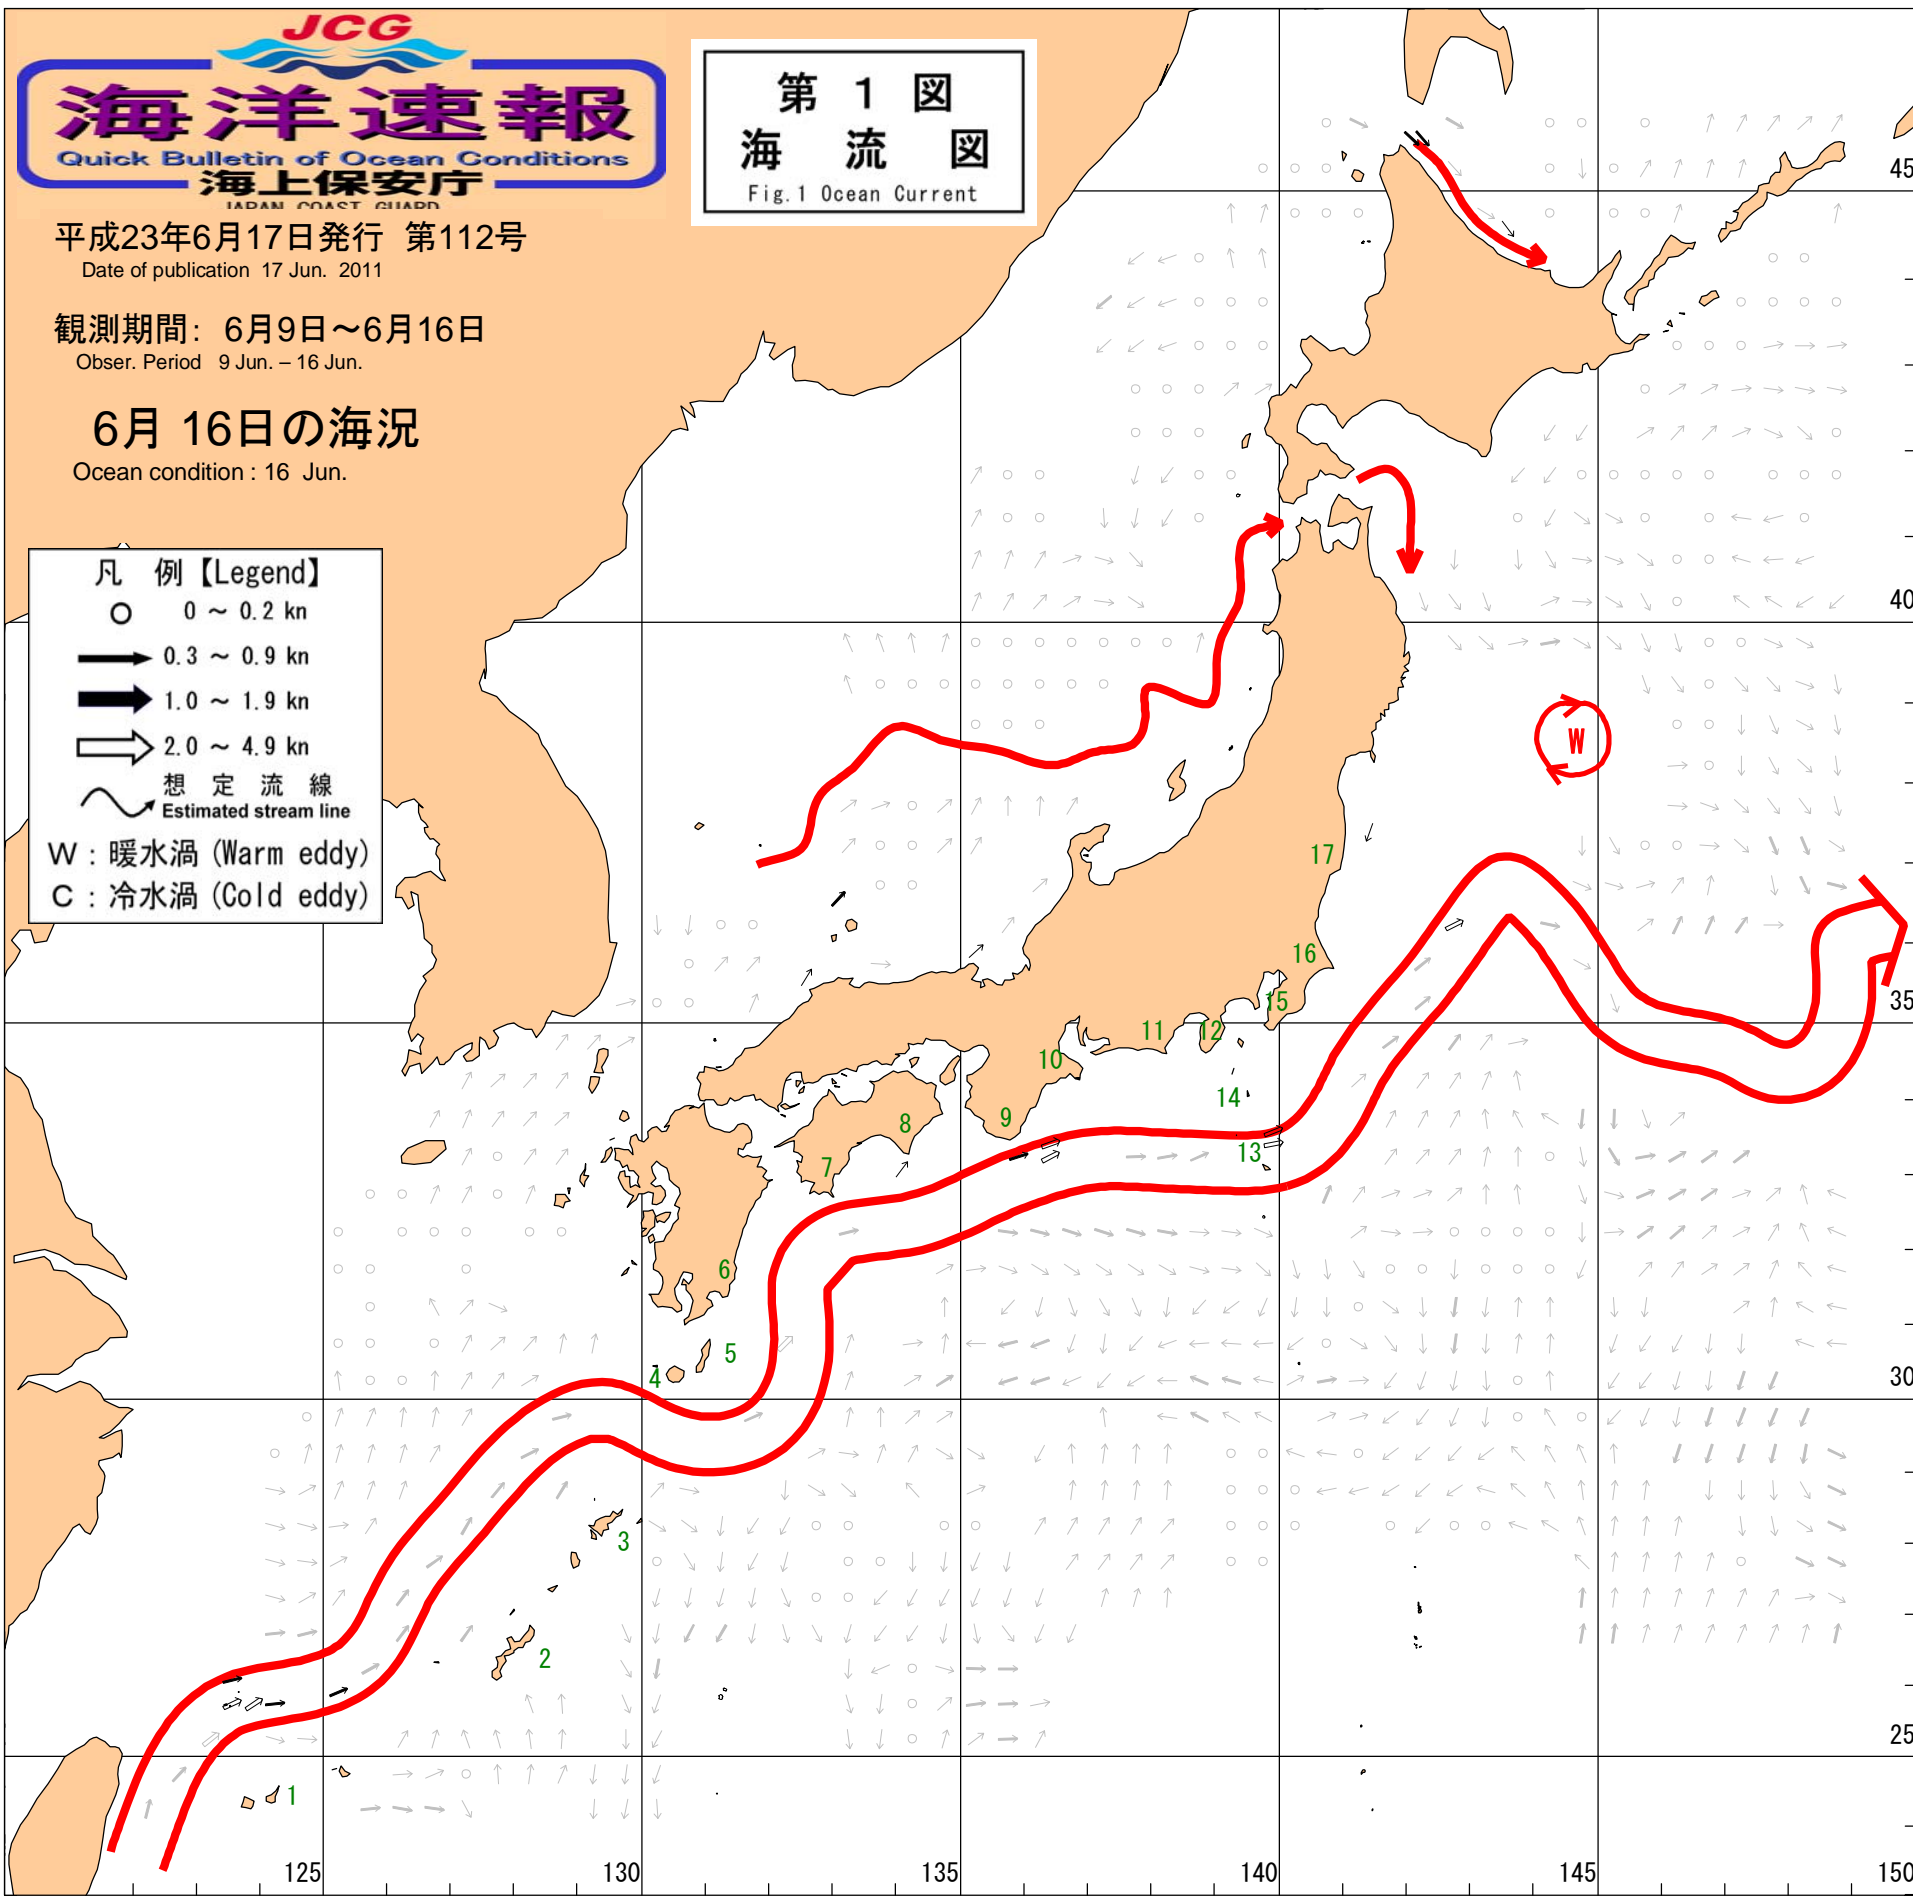 JCG
海洋速報
Quick Bulletin of Ocean Conditions
海上保安庁
JAPAN COAST GUARD
第 1 図
海 流 図
Fig.1 Ocean Current
平成23年6月17日発行 第112号
Date of publication 17 Jun. 2011
観測期間: 6月9日～6月16日
Obser. Period 9 Jun. – 16 Jun.
6月 16日の海況
Ocean condition : 16 Jun.
凡 例【Legend】
0 ～ 0.2 kn
0.3 ～ 0.9 kn
1.0 ～ 1.9 kn
2.0 ～ 4.9 kn
想 定 流 線
Estimated stream line
W : 暖水渦 (Warm eddy)
C : 冷水渦 (Cold eddy)
45
40
W
17
16
35
15
12
11
10
14
9
8
13
7
6
5
4
30
3
2
25
1
125
130
135
140
145
150